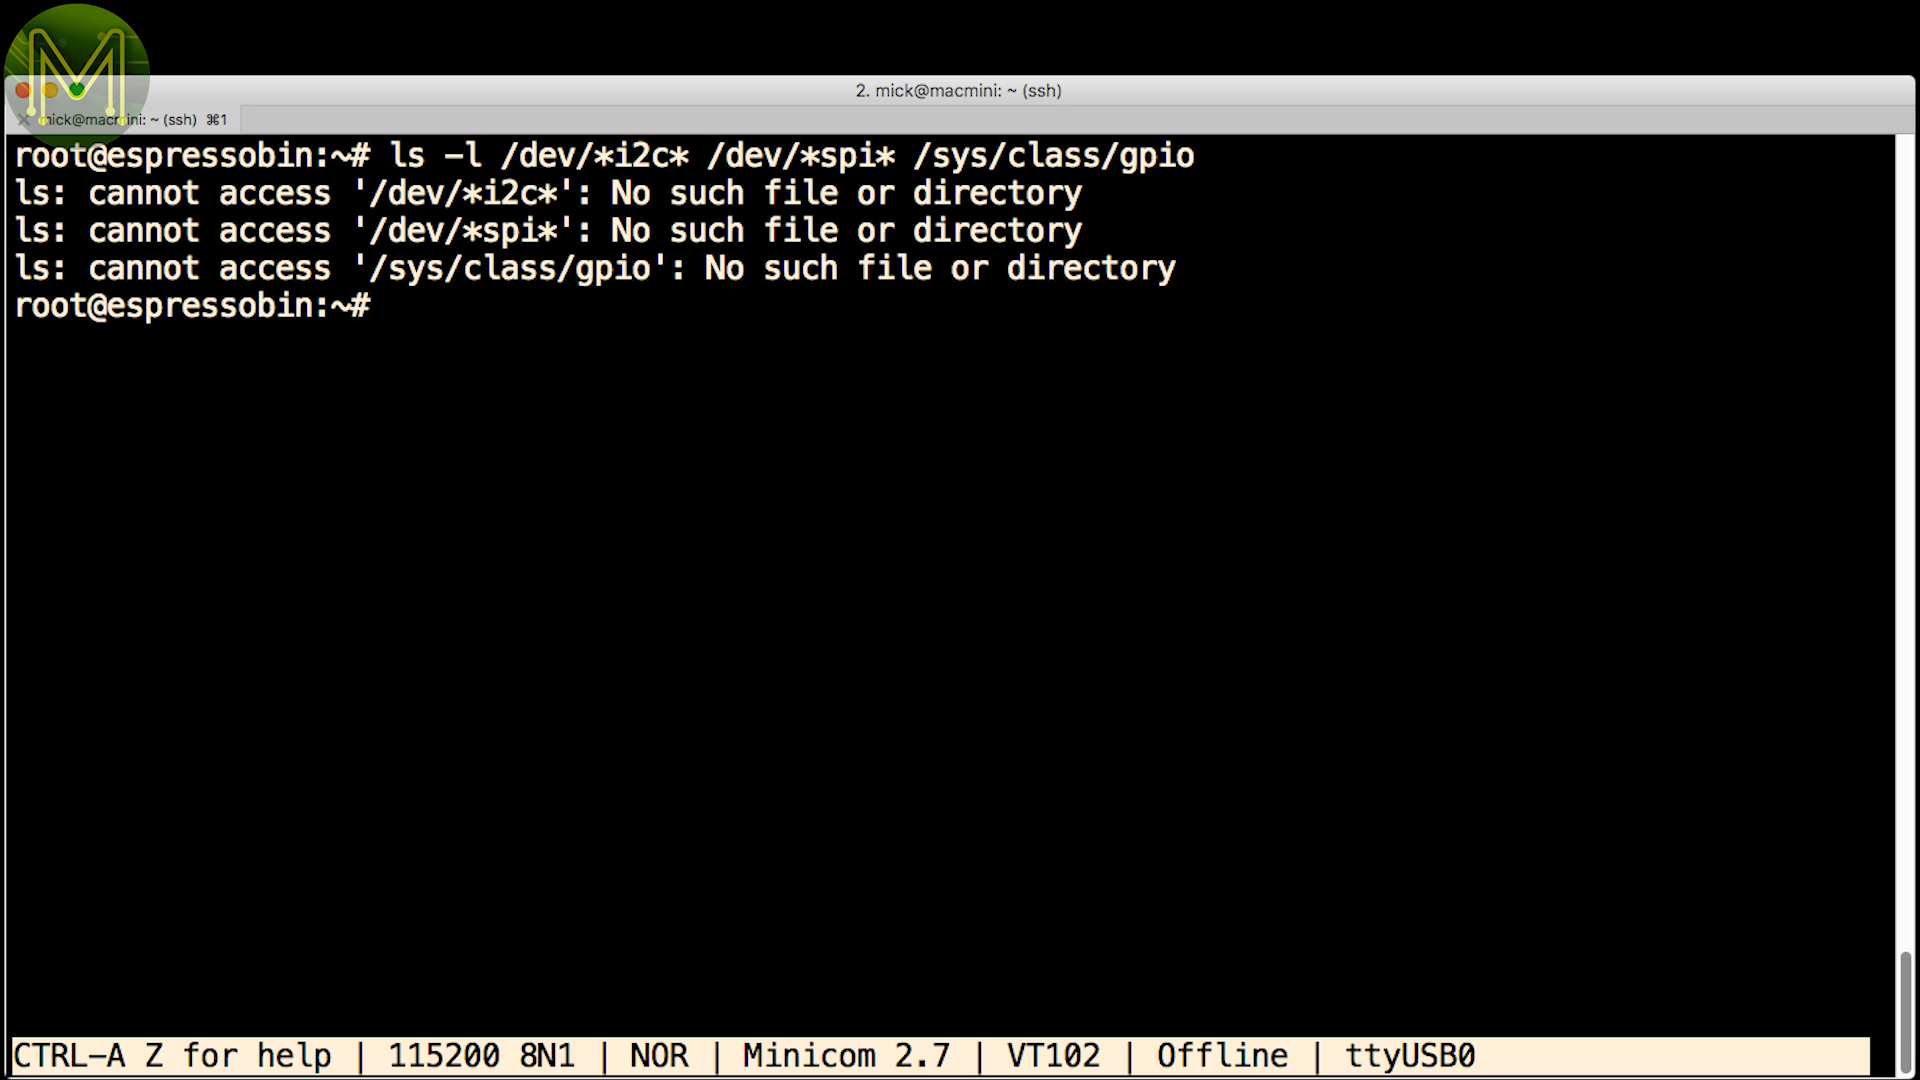 M
2. mick@macmini: ~ (ssh)
mick@macmini: ~ (ssh) ⌘1
root@espressobin:~# ls -l /dev/*i2c* /dev/*spi* /sys/class/gpio
ls: cannot access '/dev/*i2c*': No such file or directory
ls: cannot access '/dev/*spi*': No such file or directory
ls: cannot access '/sys/class/gpio': No such file or directory
root@espressobin:~#
CTRL-A Z for help | 115200 8N1 | NOR | Minicom 2.7 | VT102 | Offline | ttyUSB0